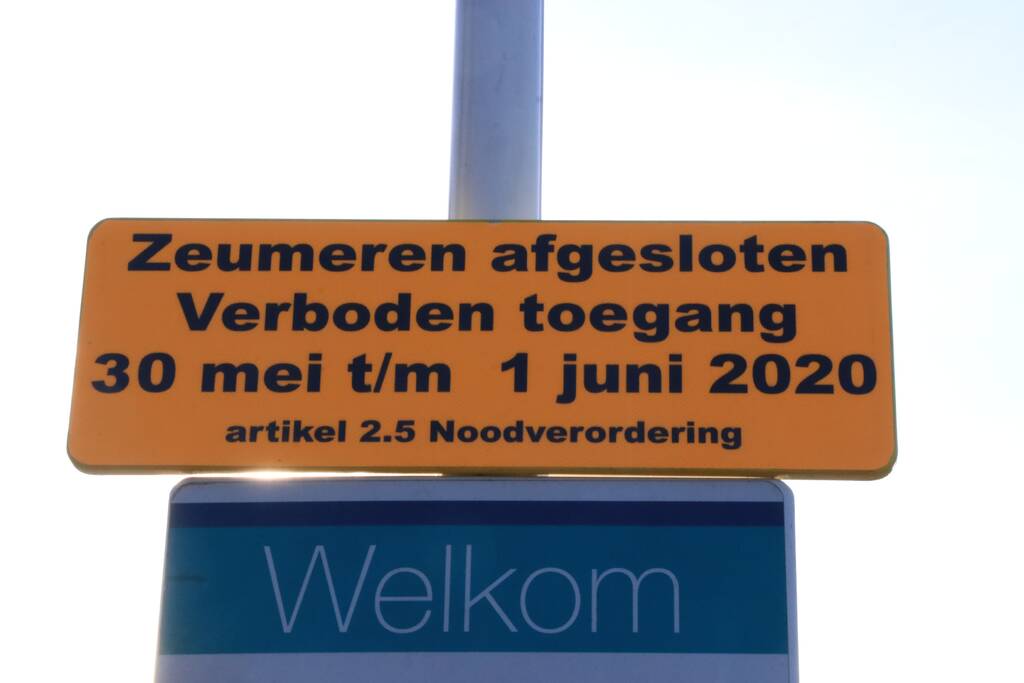 Zeumeren afgesloten
Verboden toegang
30 mei t/m 1 juni 2020
artikel 2.5 Noodverordering
Welkom